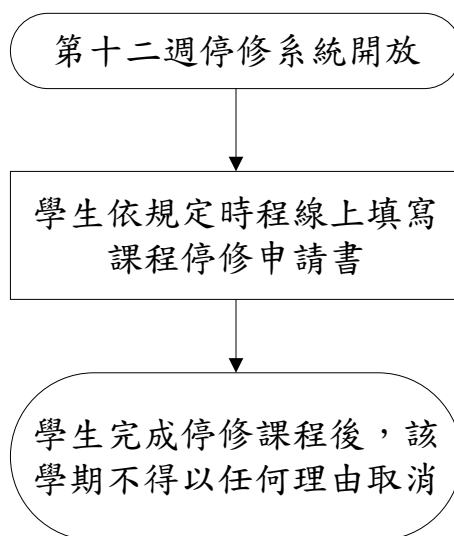 第十二週停修系統開放
學生依規定時程線上填寫
課程停修申請書
學生完成停修課程後，該
學期不得以任何理由取消